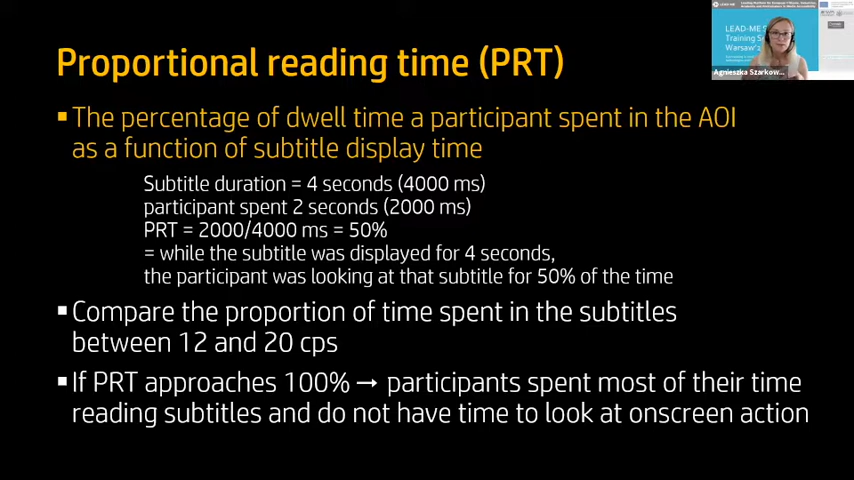 Proportional reading time (PRT)
▪The percentage of dwell time a participant spent in the AOI
as a function of subtitle display time
Subtitle duration = 4 seconds (4000 ms)
participant spent 2 seconds (2000 ms)
PRT = 2000/4000 ms = 50%
= while the subtitle was displayed for 4 seconds,
the participant was looking at that subtitle for 50% of the time
▪Compare the proportion of time spent in the subtitles
between 12 and 20 cps
▪If PRT approaches 100% → participants spent most of their time
reading subtitles and do not have time to look at onscreen action
LEAD-ME
Training
Warsaw
Agnieszka Szarkow...